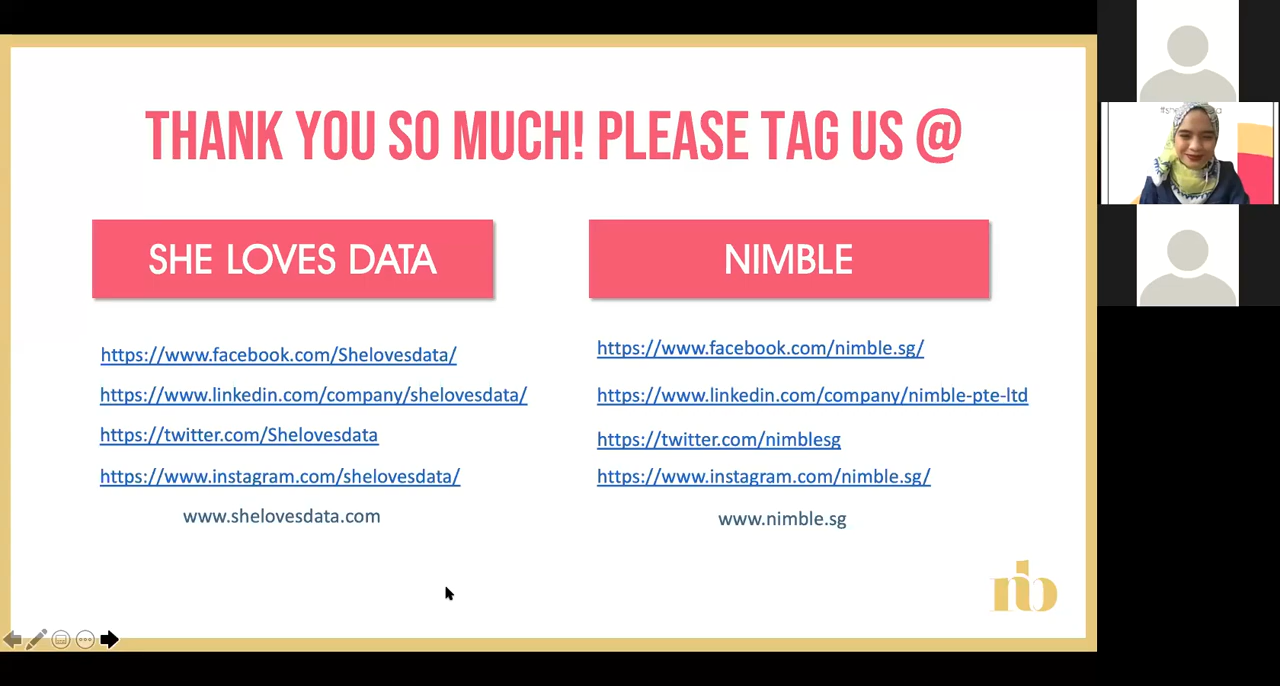 THANK YOU SO MUCH! PLEASE TAG US @
SHE LOVES DATA
https://www.facebook.com/Shelovesdata/
https://www.linkedin.com/company/shelovesdata/
https://twitter.com/Shelovesdata
https://www.instagram.com/shelovesdata/
www.shelovesdata.com
NIMBLE
https://www.facebook.com/nimble.sg/
https://www.linkedin.com/company/nimble-pte-ltd
https://twitter.com/nimblesg
https://www.instagram.com/nimble.sg/
www.nimble.sg
nb